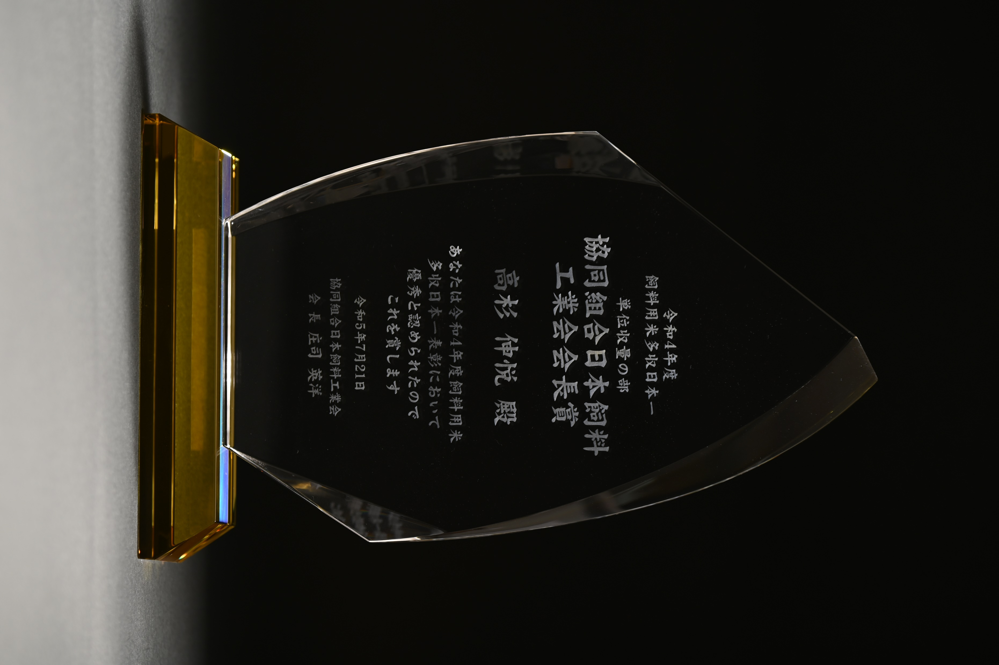 令和4年度
飼料用米多収日本一
単位収量の部
協同組合日本飼料
工業会会長賞
高杉 仲悦 殿
あなたは令和4年度飼料用米
多収日本一表彰において
優秀と認められたので
これを賞します
令和5年7月21日
協同組合日本飼料工業会
会長 庄司 英洋